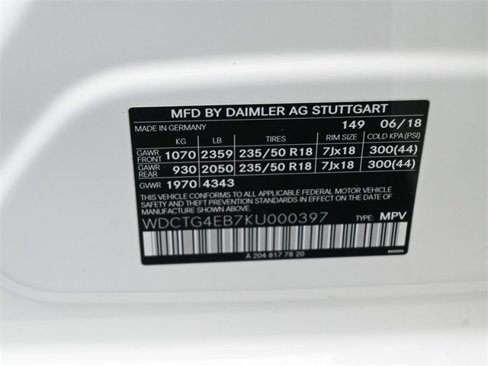 MFD BY DAIMLER AG STUTTGART
MADE IN GERMANY 149 06/18
KG LB TIRES RIM SIZE COLD KPA (PSI)
GAWR FRONT 1070 2359 235/50 R18 7Jx18 300(44)
GAWR REAR 930 2050 235/50 R18 7Jx18 300(44)
GVWR 1970 4343
THIS VEHICLE CONFORMS TO ALL APPLICABLE FEDERAL MOTOR VEHICLE
SAFETY BUMPER AND THEFT PREVENTION STANDARDS IN EFFECT
ON THE DATE OF MANUFACTURE SHOWN ABOVE
WDCTG4EB7KU000397 TYPE: MPV
A 204 817 78 20